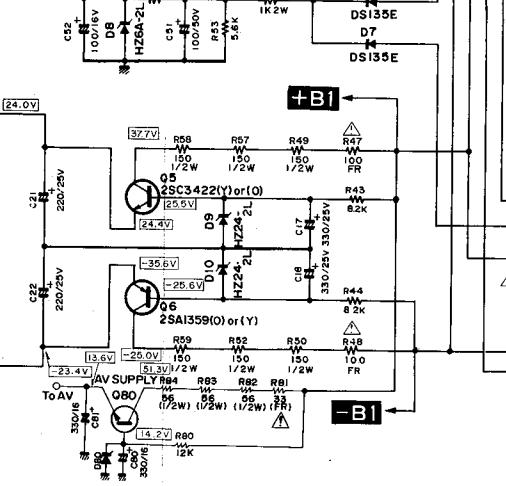 C52
100/16V
D8
HZ6A-2L
C51
100/50V
R53
5.6K
1K2W
DS135E
D7
DS135E
+B1
24.0V
37.7V
R58
150
1/2W
R57
150
1/2W
R49
150
1/2W
R47
100
FR
Q5
2SC3422(Y)or(O)
25.5V
24.4V
R43
8.2K
C21
220/25V
D9
HZ24-2L
C17
330/25V
-35.6V
-25.6V
D10
HZ24-2L
C18
330/25V
C22
220/25V
Q6
2SA1359(O)or(Y)
R44
8.2K
R59
150
1/2W
R52
150
1/2W
R50
150
1/2W
R48
100
FR
-23.4V
13.6V
-25.0V
51.3V
To AV
AV SUPPLY
Q80
R84
56
(1/2W)
R83
56
(1/2W)
R82
56
(1/2W)
R81
33
(FR)
-B1
330/16
C81
14.2V
R80
12K
D80
C80
330/16